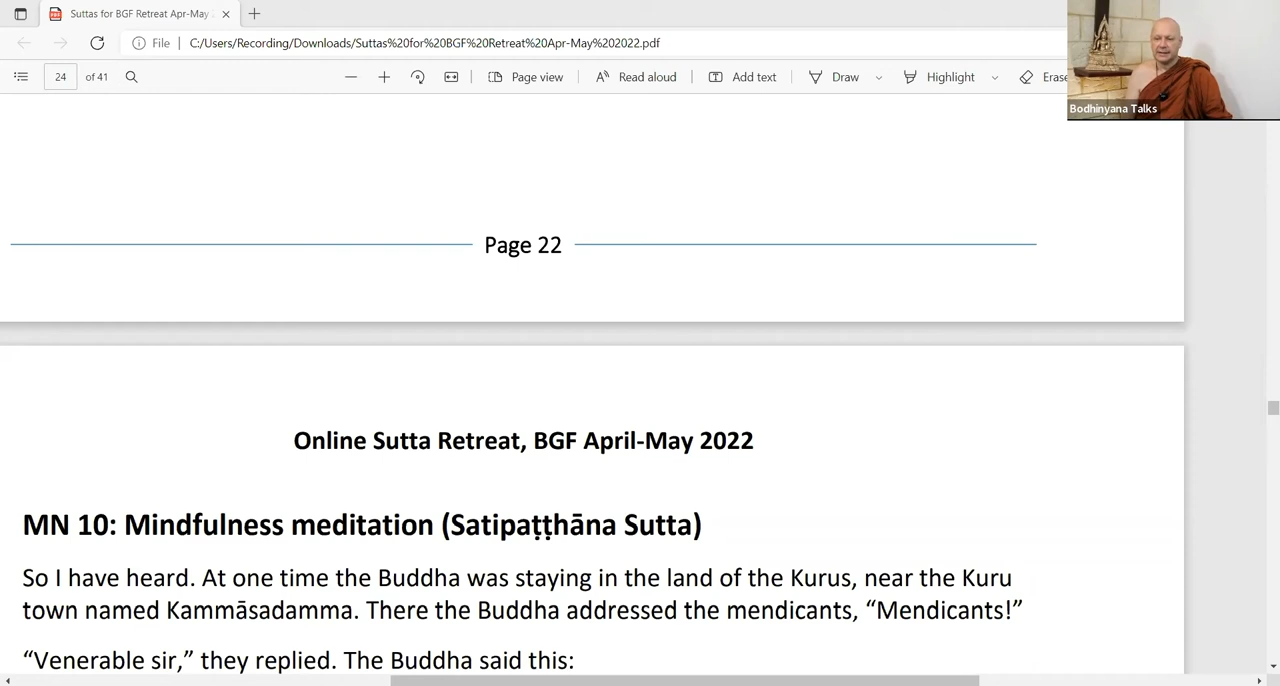 Suttas for BGF Retreat Apr-May
File C:/Users/Recording/Downloads/Suttas%20for%20BGF%20Retreat%20Apr-May%202022.pdf
24 of 41 Page view Read aloud Add text Draw Highlight Erase
Bodhinyana Talks
Page 22
Online Sutta Retreat, BGF April-May 2022
MN 10: Mindfulness meditation (Satipaṭṭhāna Sutta)
So I have heard. At one time the Buddha was staying in the land of the Kurus, near the Kuru
town named Kammāsadamma. There the Buddha addressed the mendicants, “Mendicants!”
“Venerable sir,” they replied. The Buddha said this: